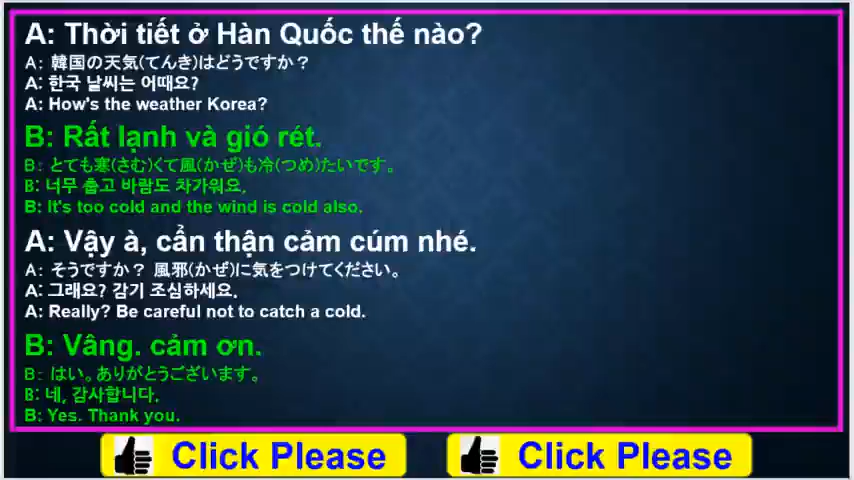 A: Thời tiết ở Hàn Quốc thế nào?
A: 韓国の天気(てんき)はどうですか？
A: 한국 날씨는 어때요?
A: How's the weather Korea?
B: Rất lạnh và gió rét.
B: とても寒(さむ)くて風(かぜ)も冷(つめ)たいです。
B: 너무 춥고 바람도 차가워요.
B: It's too cold and the wind is cold also.
A: Vậy à, cẩn thận cảm cúm nhé.
A: そうですか？ 風邪(かぜ)に気をつけてください。
A: 그래요? 감기 조심하세요.
A: Really? Be careful not to catch a cold.
B: Vâng. cảm ơn.
B: はい。ありがとうございます。
B: 네, 감사합니다.
B: Yes. Thank you.
Click Please
Click Please